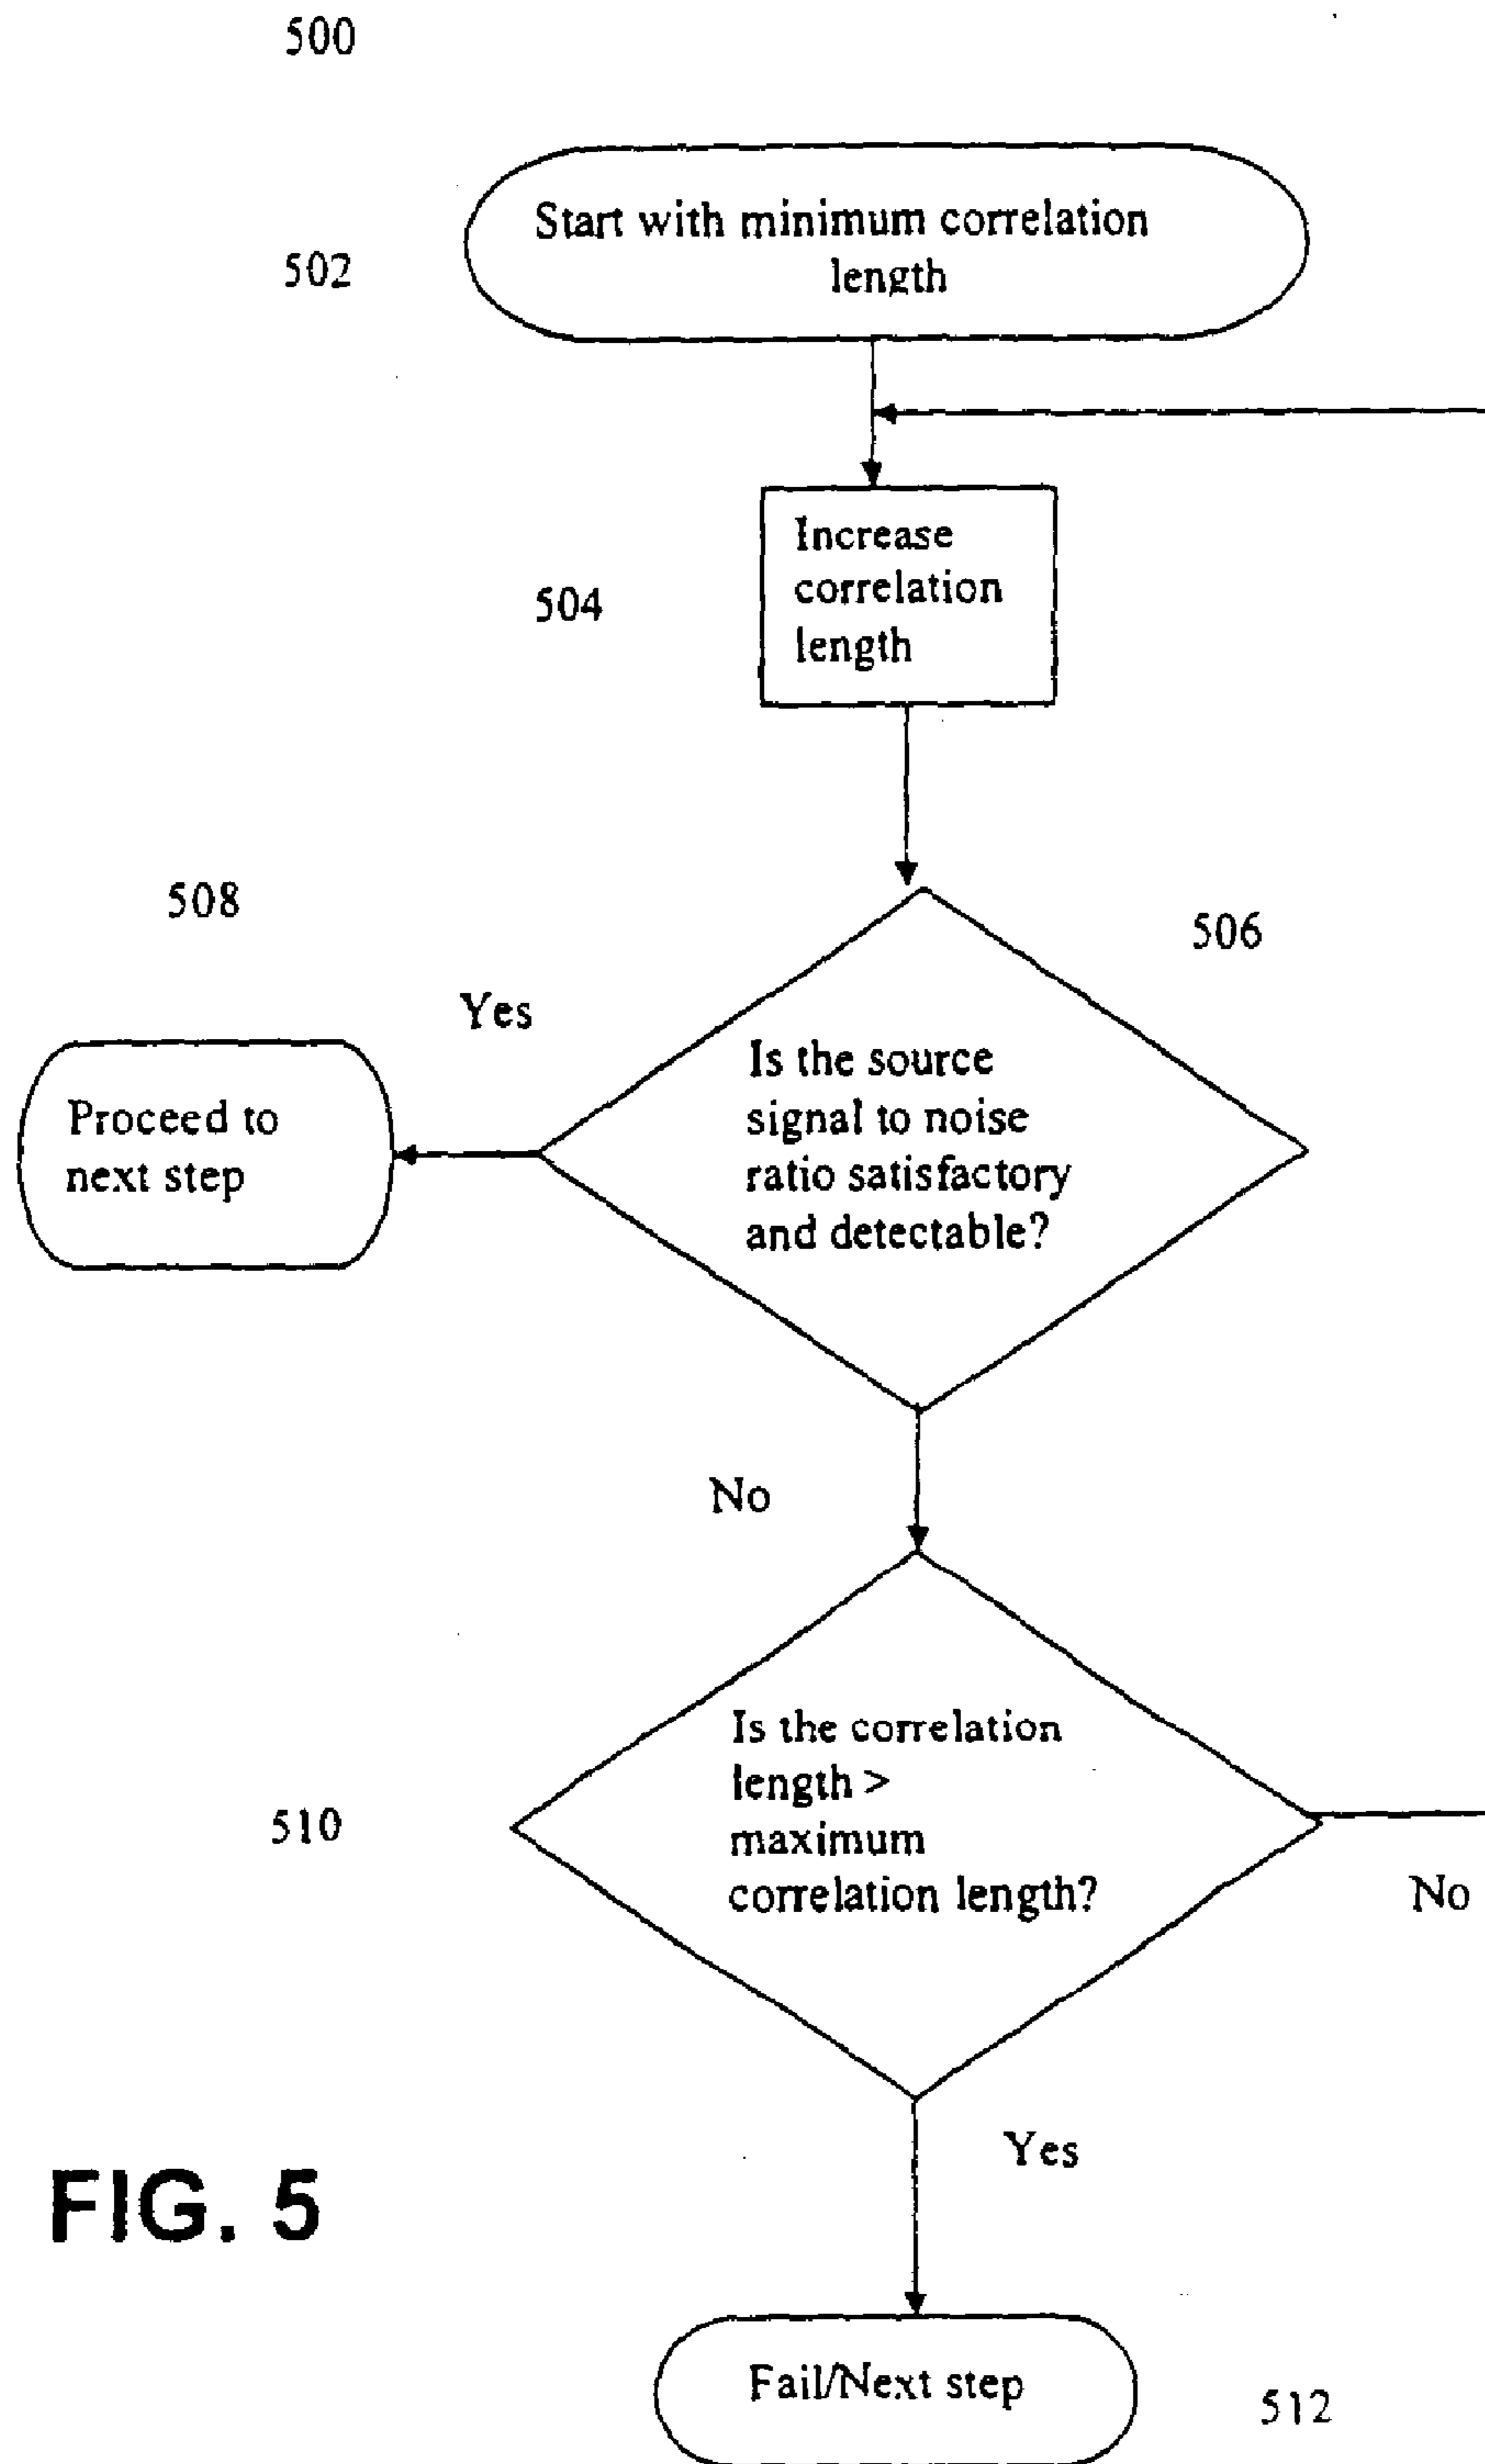 500
Start with minimum correlation
length
502
Increase
correlation
length
504
508
506
Yes
Is the source
signal to noise
ratio satisfactory
and detectable?
Proceed to
next step
No
Is the correlation
length >
maximum
correlation length?
510
No
Yes
FIG. 5
Fail/Next step
512